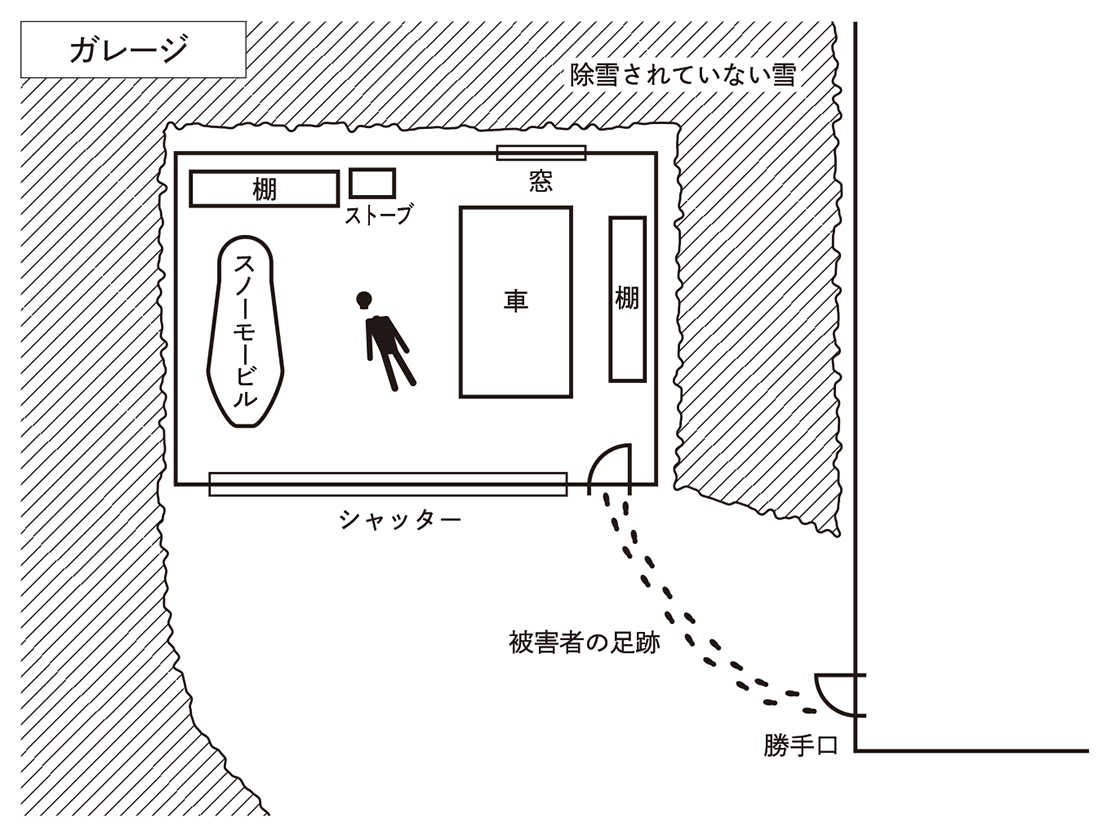 ガレージ
除雪されていない雪
窓
棚
ストーブ
スノーモービル
車
棚
シャッター
被害者の足跡
勝手口